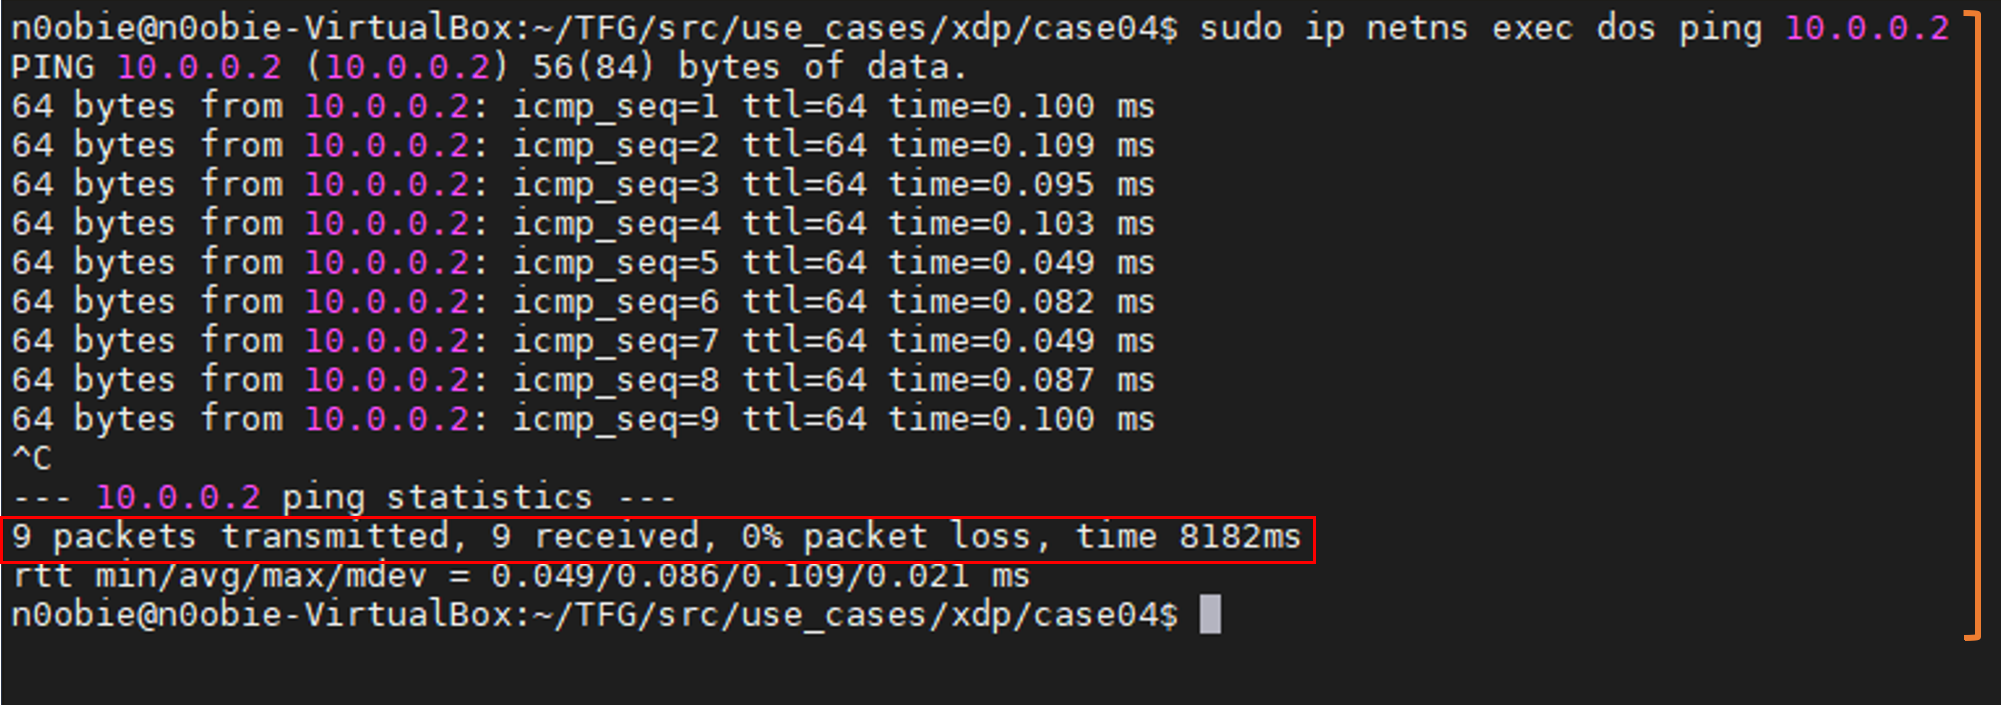 n0obie@n0obie-VirtualBox:~/TFG/src/use_cases/xdp/case04$ sudo ip netns exec dos ping 10.0.0.2
PING 10.0.0.2 (10.0.0.2) 56(84) bytes of data.
64 bytes from 10.0.0.2: icmp_seq=1 ttl=64 time=0.100 ms
64 bytes from 10.0.0.2: icmp_seq=2 ttl=64 time=0.109 ms
64 bytes from 10.0.0.2: icmp_seq=3 ttl=64 time=0.095 ms
64 bytes from 10.0.0.2: icmp_seq=4 ttl=64 time=0.103 ms
64 bytes from 10.0.0.2: icmp_seq=5 ttl=64 time=0.049 ms
64 bytes from 10.0.0.2: icmp_seq=6 ttl=64 time=0.082 ms
64 bytes from 10.0.0.2: icmp_seq=7 ttl=64 time=0.049 ms
64 bytes from 10.0.0.2: icmp_seq=8 ttl=64 time=0.087 ms
64 bytes from 10.0.0.2: icmp_seq=9 ttl=64 time=0.100 ms
^C
--- 10.0.0.2 ping statistics ---
9 packets transmitted, 9 received, 0% packet loss, time 8182ms
rtt min/avg/max/mdev = 0.049/0.086/0.109/0.021 ms
n0obie@n0obie-VirtualBox:~/TFG/src/use_cases/xdp/case04$